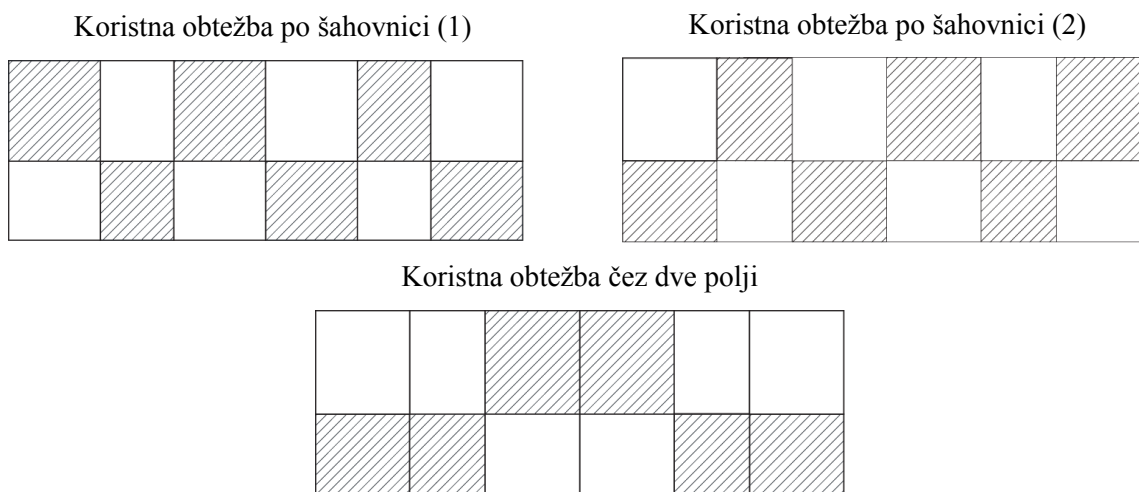 Koristna obtežba po šahovnici (1)
Koristna obtežba po šahovnici (2)
Koristna obtežba čez dve polji